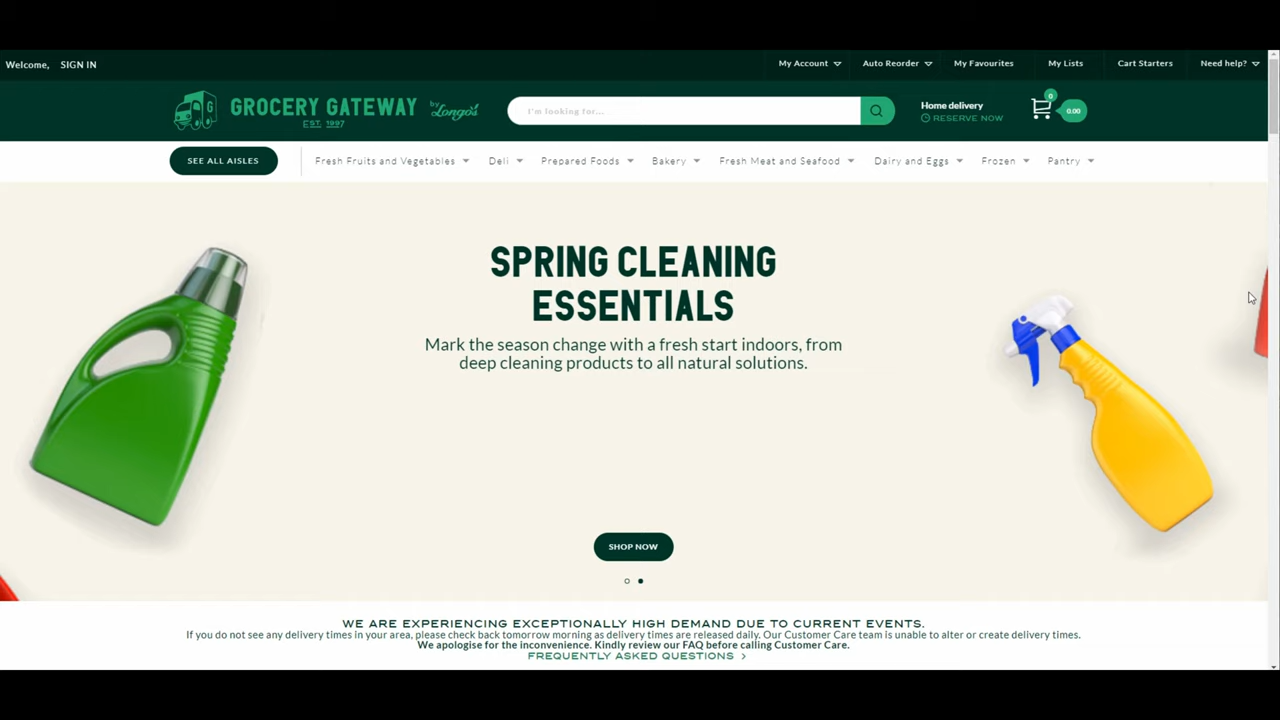 Welcome, SIGN IN
My Account Auto Reorder My Favourites My Lists Cart Starters Need help?
G
GROCERY GATEWAY by Longo's
EST. 1997
I'm looking for...
Home delivery
RESERVE NOW
0
0.00
SEE ALL AISLES Fresh Fruits and Vegetables Deli Prepared Foods Bakery Fresh Meat and Seafood Dairy and Eggs Frozen Pantry
SPRING CLEANING
ESSENTIALS
Mark the season change with a fresh start indoors, from
deep cleaning products to all natural solutions.
SHOP NOW
WE ARE EXPERIENCING EXCEPTIONALLY HIGH DEMAND DUE TO CURRENT EVENTS.
If you do not see any delivery times in your area, please check back tomorrow morning as delivery times are released daily. Our Customer Care team is unable to alter or create delivery times.
We apologise for the inconvenience. Kindly review our FAQ before calling Customer Care.
FREQUENTLY ASKED QUESTIONS >